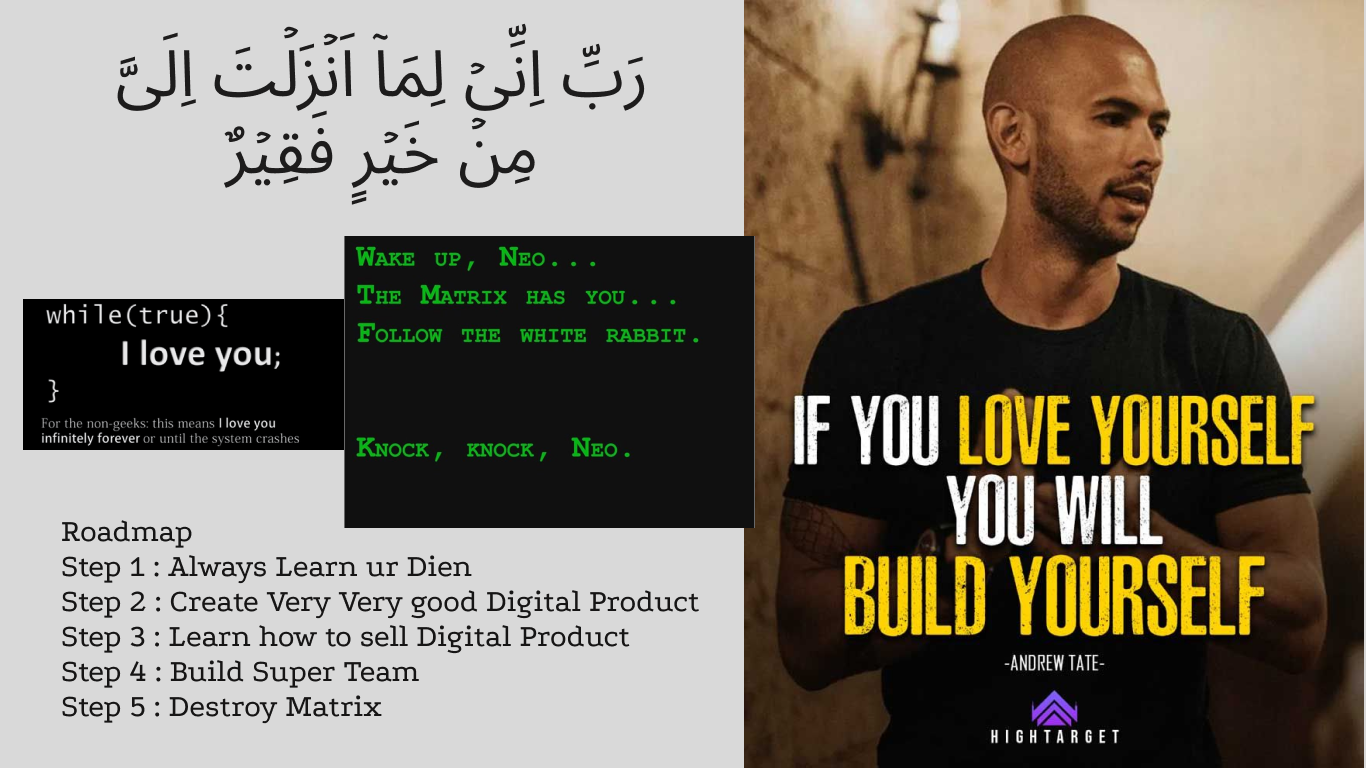 رَبِّ اِنِّىۡ لِمَاۤ اَنۡزَلۡتَ اِلَىَّ
مِنۡ خَيۡرٍ فَقِيۡرٌ
Wake up, Neo...
The Matrix has you...
Follow the white rabbit.
Knock, knock, Neo.
while(true){
I love you;
}
For the non-geeks: this means I love you
infinitely forever or until the system crashes
Roadmap
Step 1 : Always Learn ur Dien
Step 2 : Create Very Very good Digital Product
Step 3 : Learn how to sell Digital Product
Step 4 : Build Super Team
Step 5 : Destroy Matrix
IF YOU LOVE YOURSELF
YOU WILL
BUILD YOURSELF
-ANDREW TATE-
HIGHTARGET